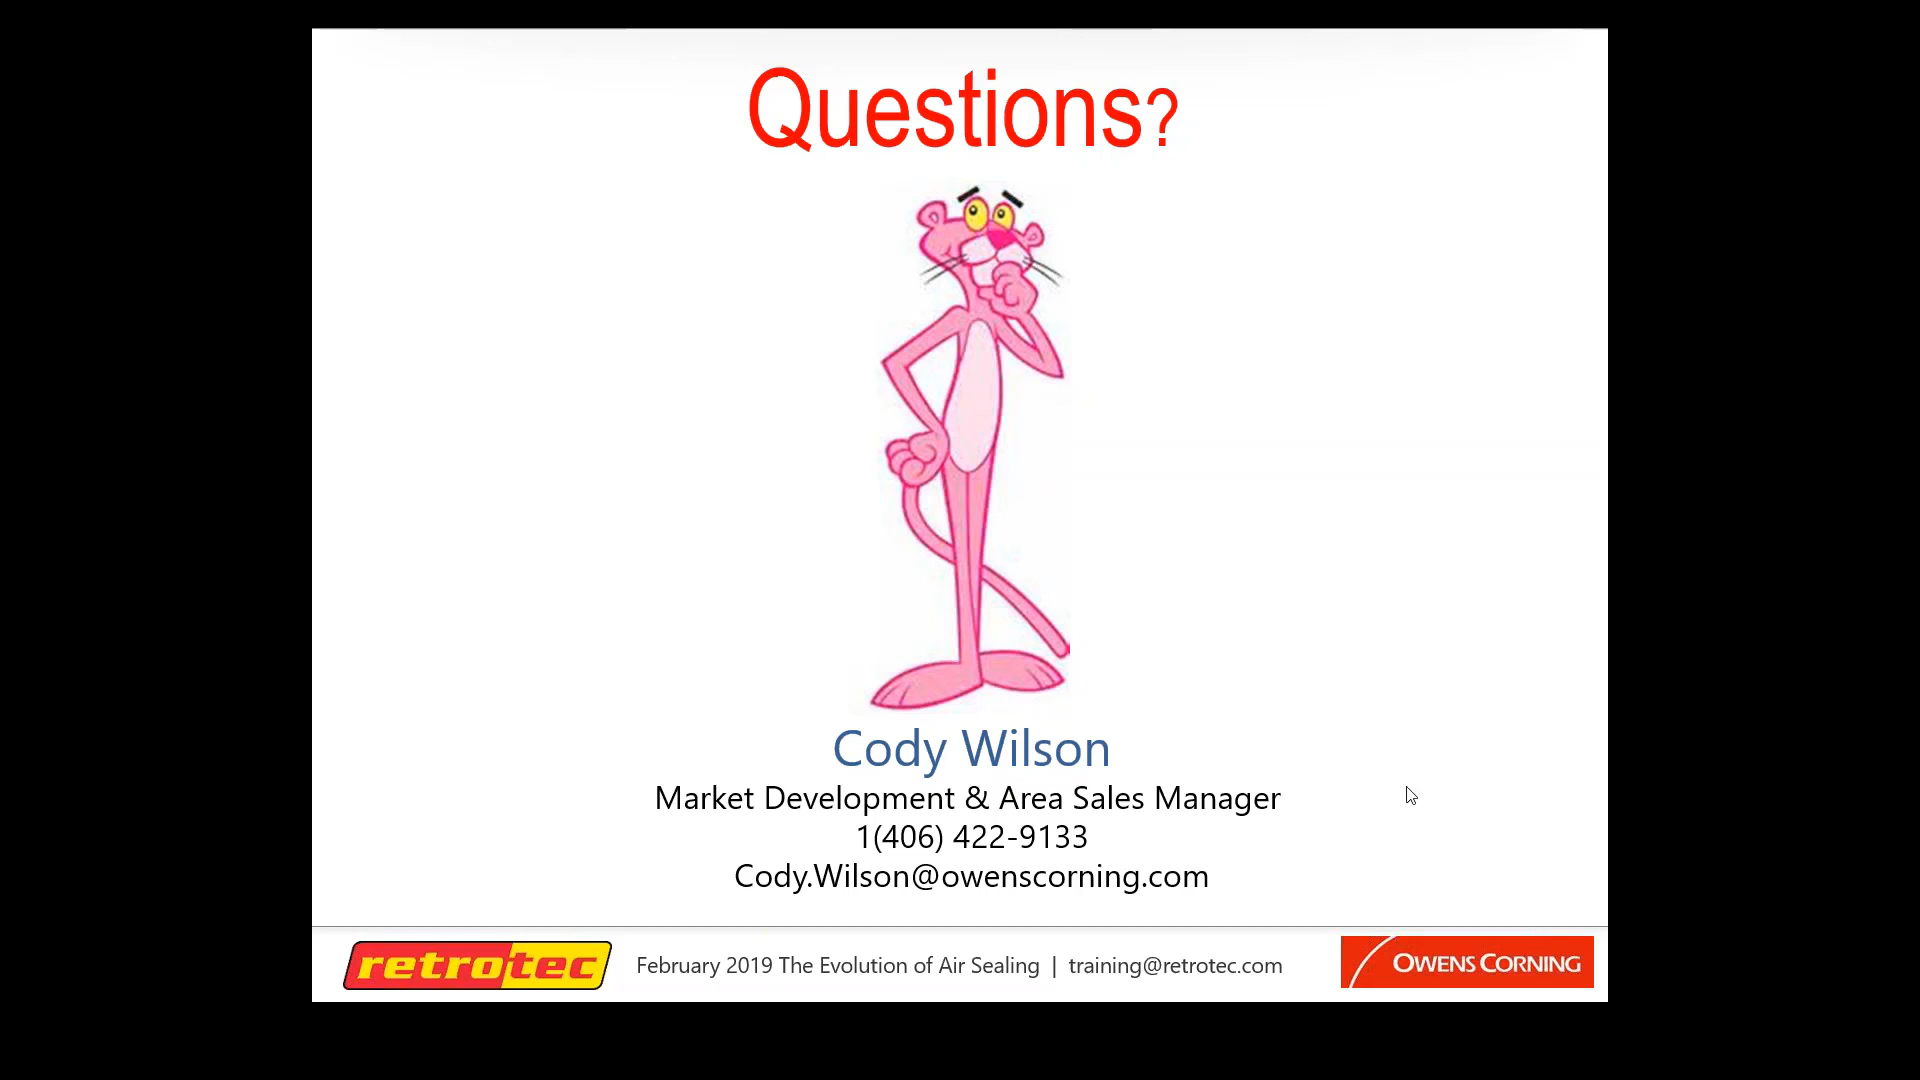 Questions?
Cody Wilson
Market Development & Area Sales Manager
1(406) 422-9133
Cody.Wilson@owenscorning.com
retrotec
February 2019 The Evolution of Air Sealing | training@retrotec.com
OWENS CORNING